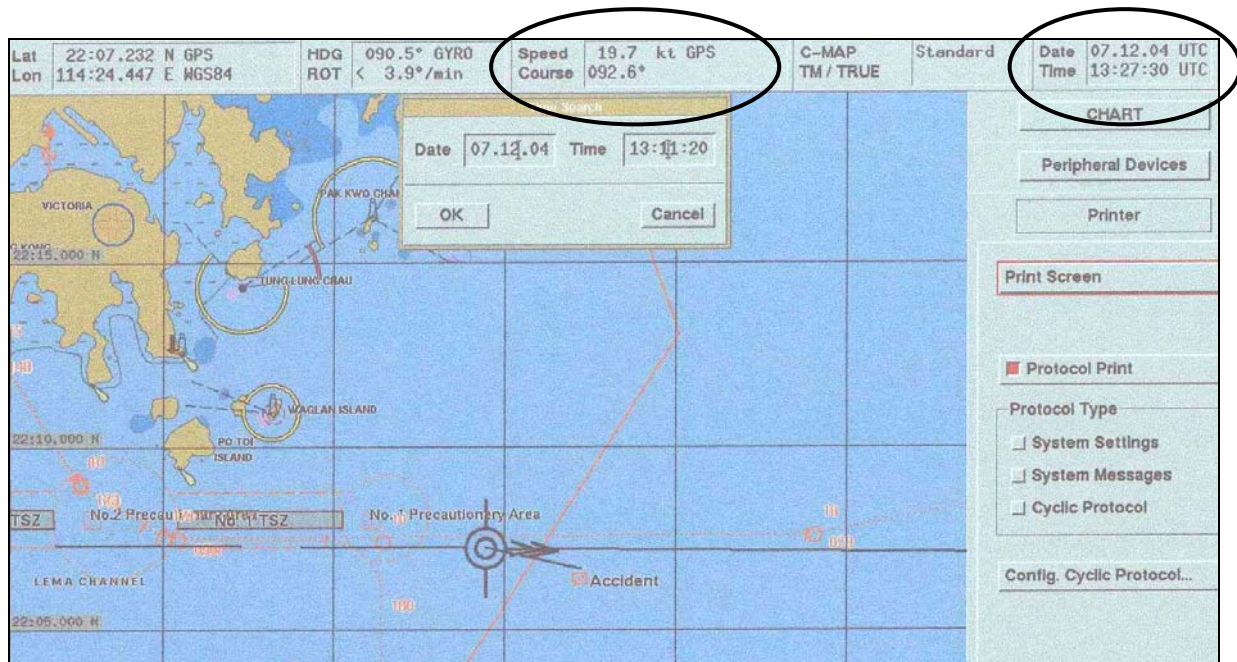 Lat 22:07.232 N GPS
Lon 114:24.447 E WGS84
HDG 090.5° GYRO
ROT < 3.9°/min
Speed 19.7 kt GPS
Course 092.6°
C-MAP
TM / TRUE
Standard
Date 07.12.04 UTC
Time 13:27:30 UTC
Search
Date 07.12.04 Time 13:11:20
OK Cancel
CHART
Peripheral Devices
Printer
Print Screen
Protocol Print
Protocol Type
System Settings
System Messages
Cyclic Protocol
Config. Cyclic Protocol...
PAK KWO CHAU
VICTORIA
22:15.000 N
TUNG LUNG CHAU
WAGLAN ISLAND
22:10.000 N
PO TOI
ISLAND
TSZ
No.2
No. 1 TSZ
No. 1 Precautionery Area
Accident
LEMA CHANNEL
22:05.000 N